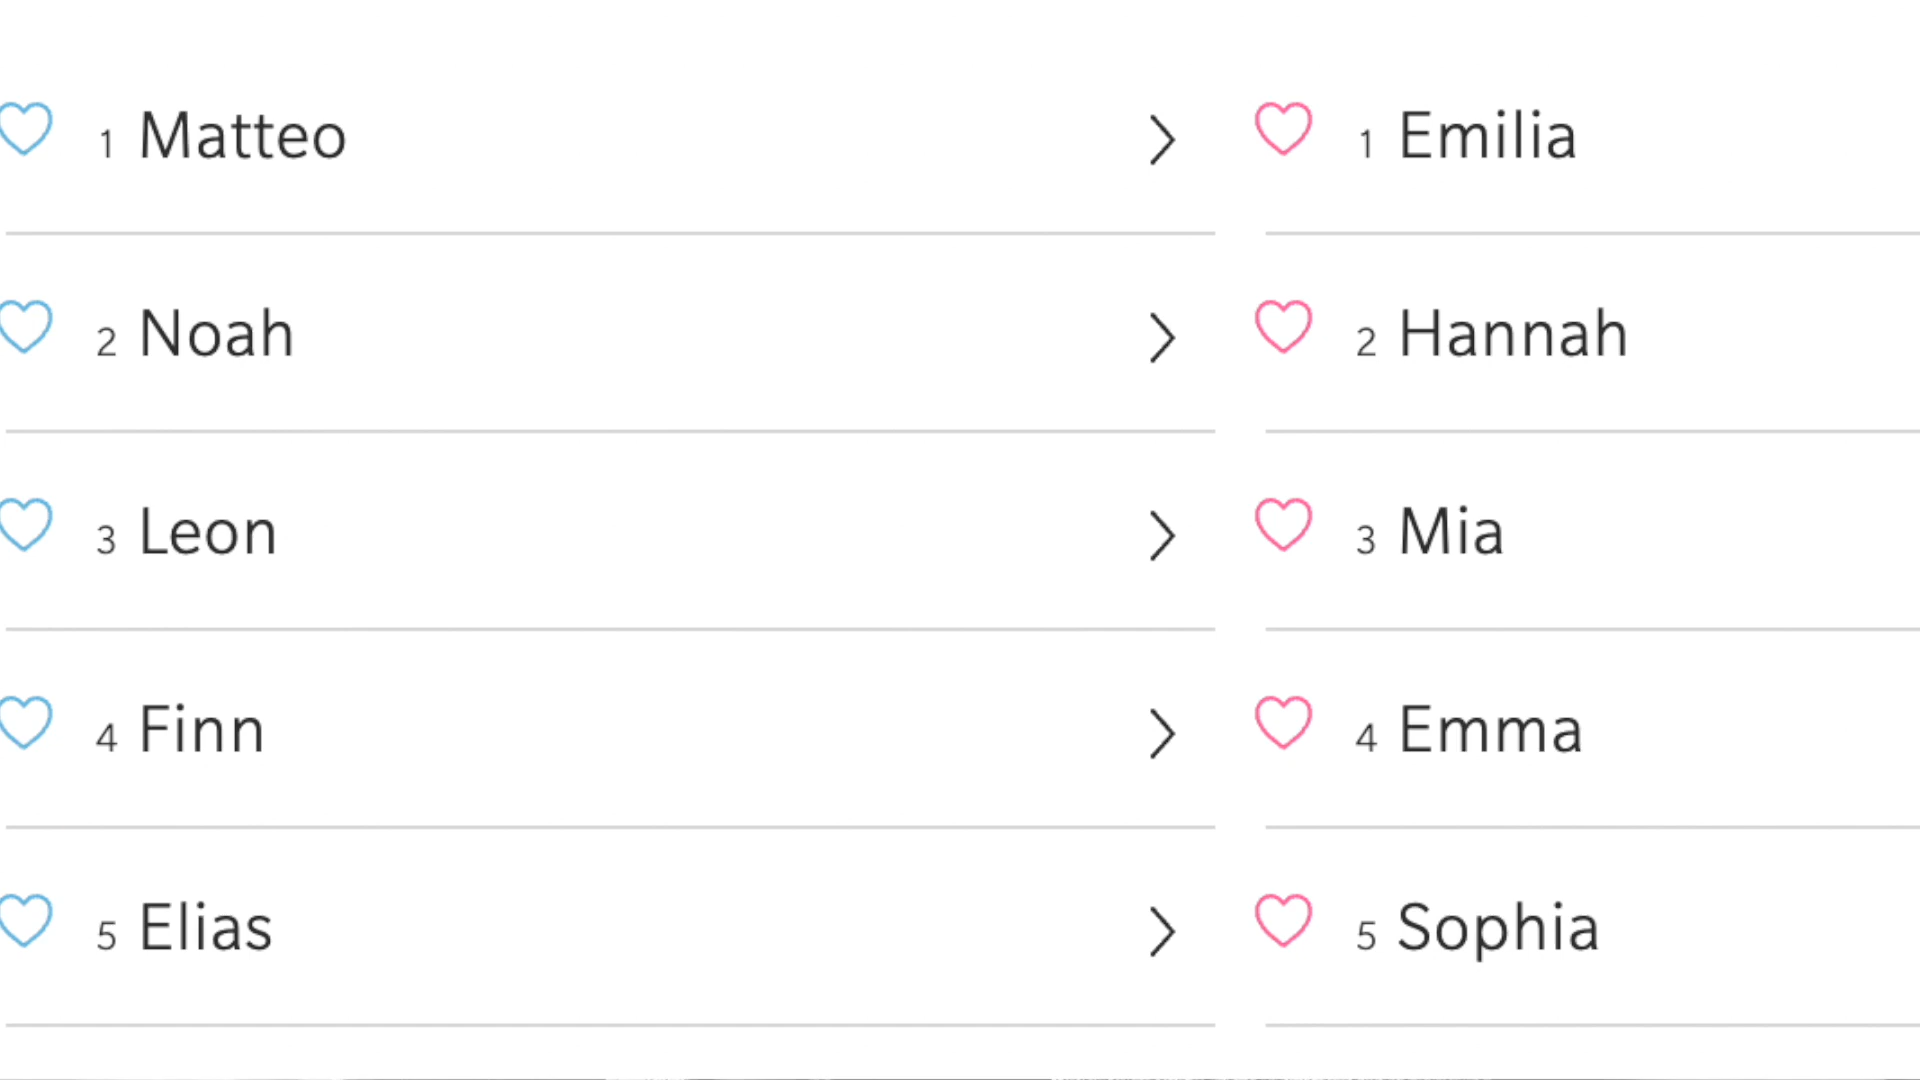 1 Matteo
1 Emilia
2 Noah
2 Hannah
3 Leon
3 Mia
4 Finn
4 Emma
5 Elias
5 Sophia